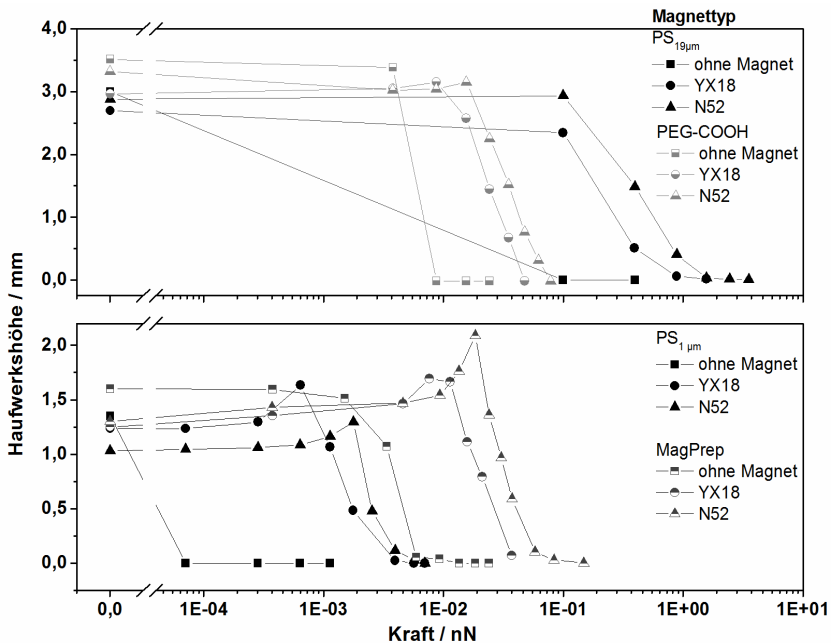 Magnettyp
PS19µm
ohne Magnet
YX18
N52
PEG-COOH
ohne Magnet
YX18
N52
4,0
3,0
2,0
1,0
0,0
PS1 µm
ohne Magnet
YX18
N52
MagPrep
ohne Magnet
YX18
N52
2,0
1,5
1,0
0,5
0,0
Haufwerkshöhe / mm
0,0 1E-04 1E-03 1E-02 1E-01 1E+00 1E+01
Kraft / nN